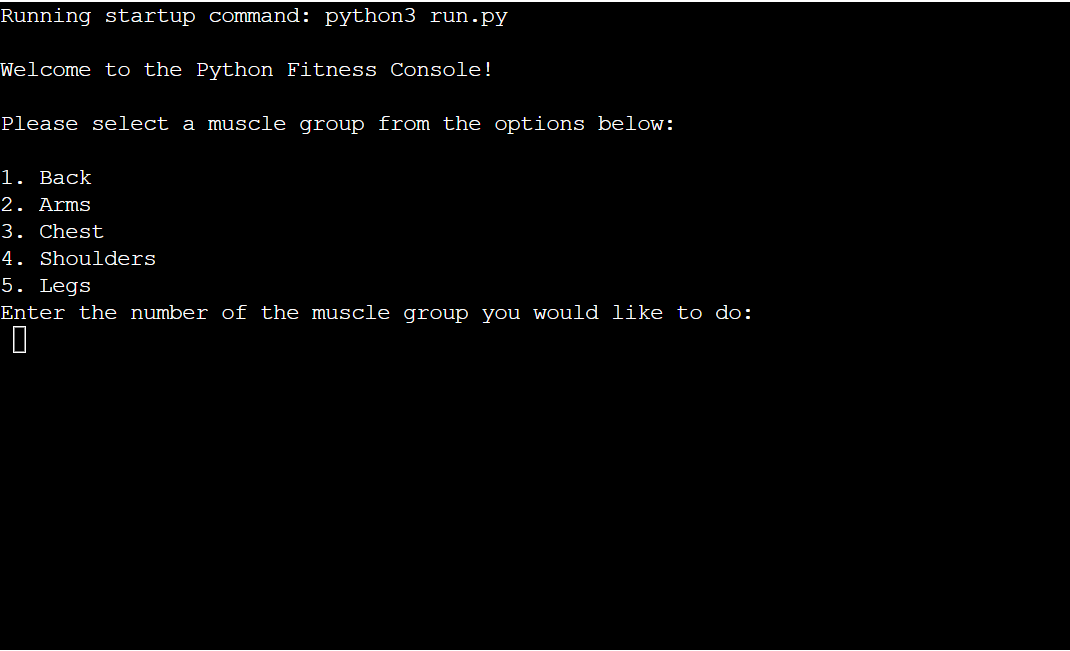 Running startup command: python3 run.py
Welcome to the Python Fitness Console!
Please select a muscle group from the options below:
1. Back
2. Arms
3. Chest
4. Shoulders
5. Legs
Enter the number of the muscle group you would like to do: